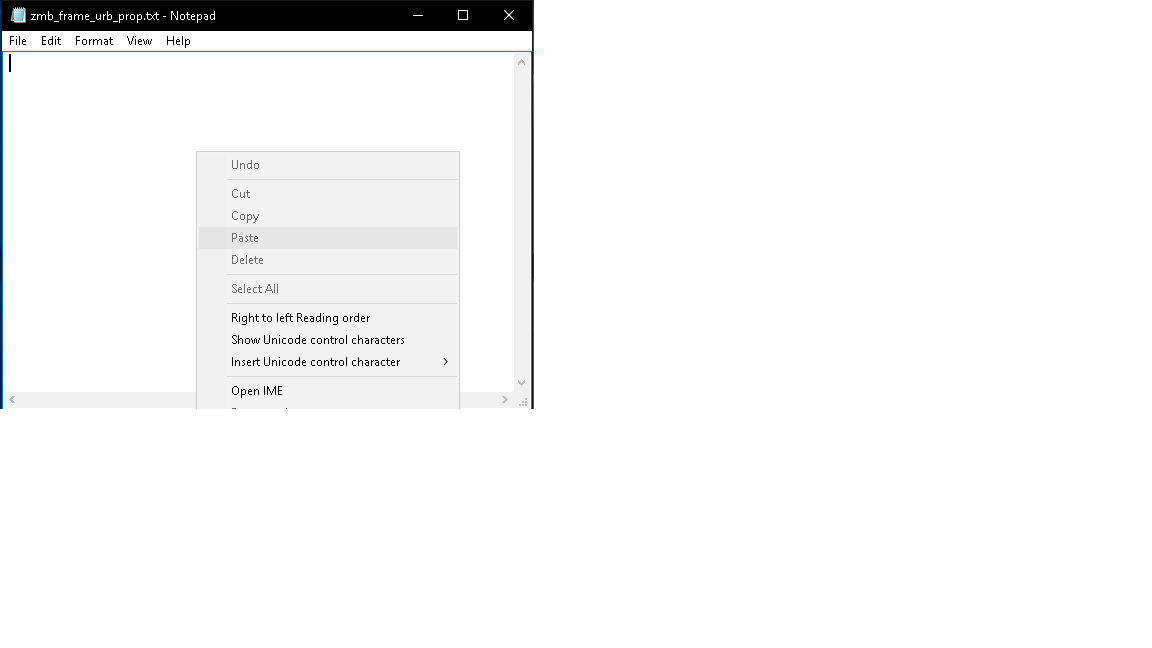 zmb_frame_urb_prop.txt - Notepad
File Edit Format View Help
Undo
Cut
Copy
Paste
Delete
Select All
Right to left Reading order
Show Unicode control characters
Insert Unicode control character
Open IME